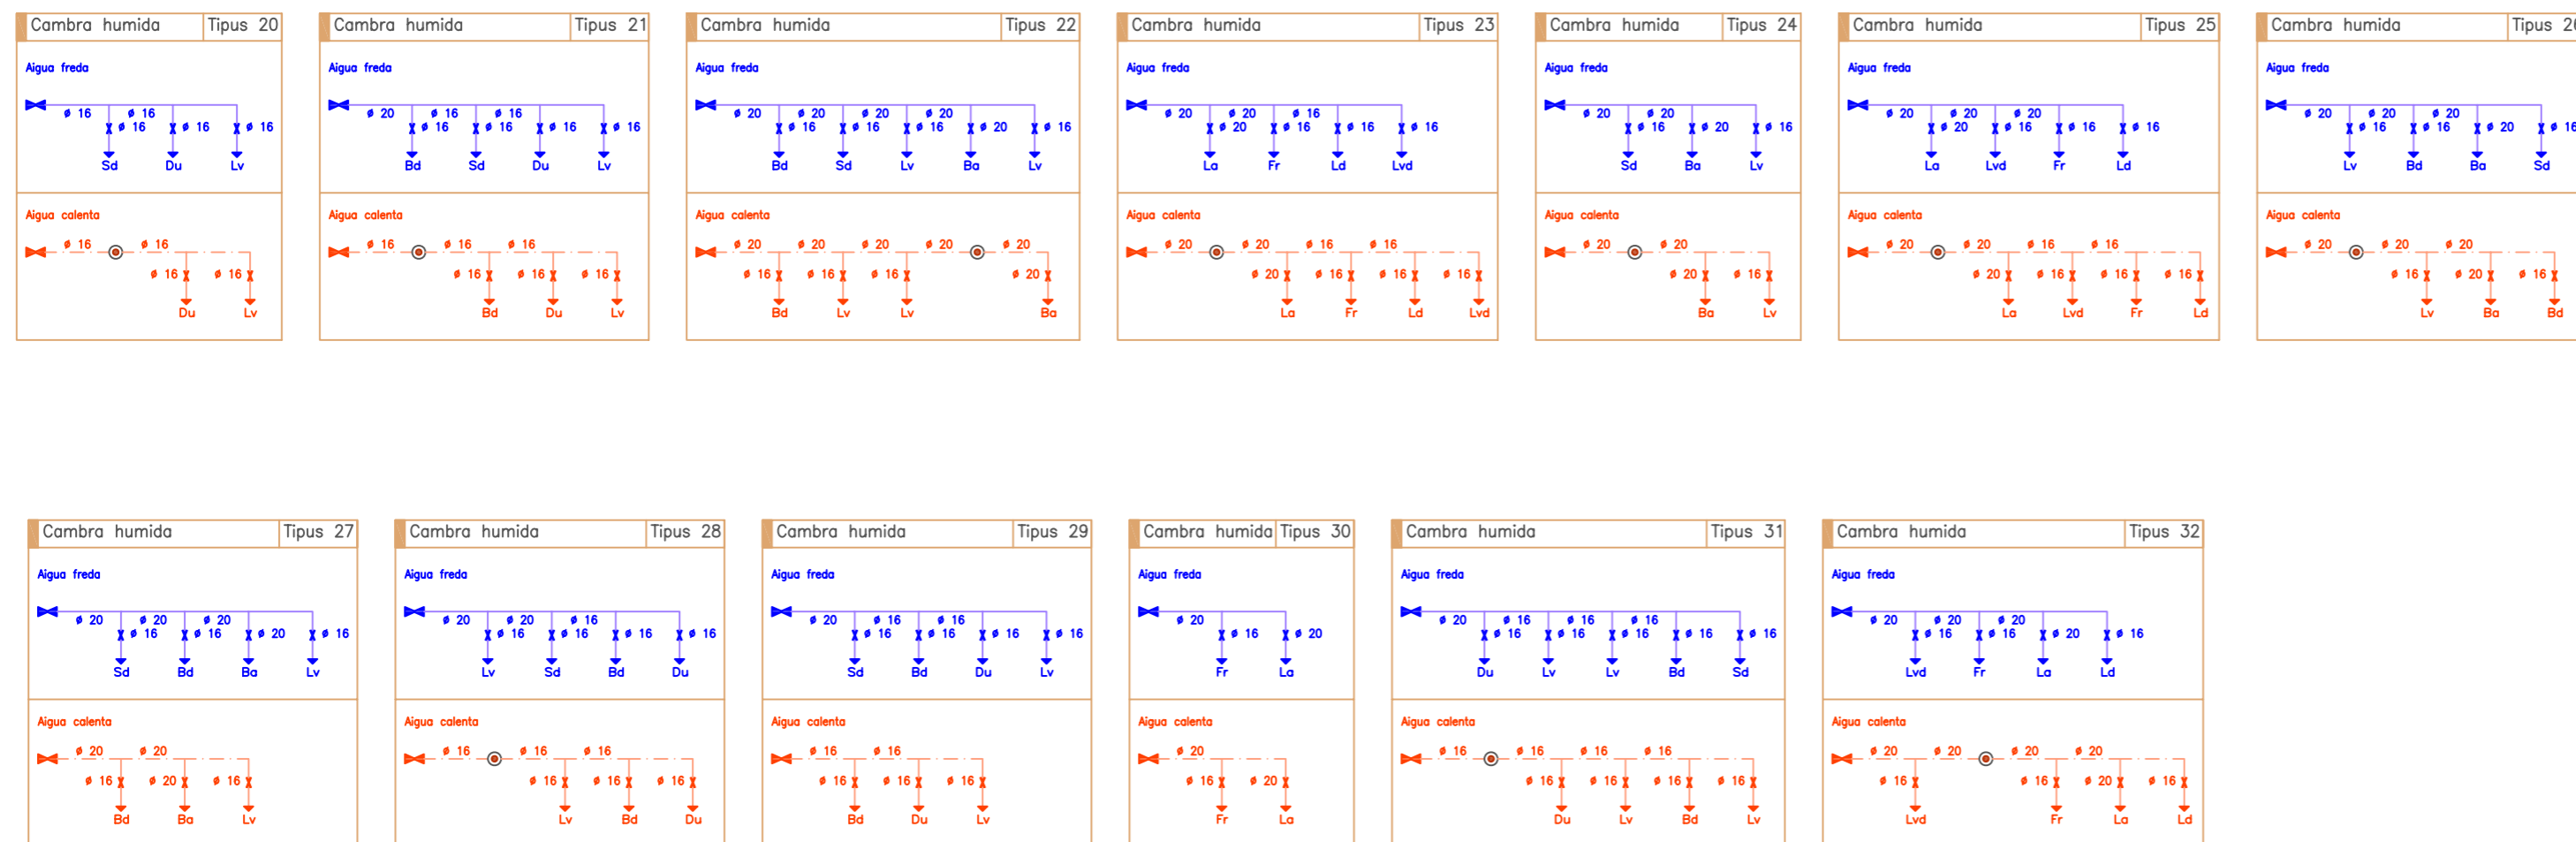 Cambra humida Tipus 20
Aigua freda
ø 16 ø 16
ø 16 ø 16 ø 16
Sd Du Lv
Aigua calenta
ø 16 ø 16
ø 16 ø 16
Du Lv
Cambra humida Tipus 21
Aigua freda
ø 20 ø 16 ø 16
ø 16 ø 16 ø 16 ø 16
Bd Sd Du Lv
Aigua calenta
ø 16 ø 16 ø 16
ø 16 ø 16 ø 16
Bd Du Lv
Cambra humida Tipus 22
Aigua freda
ø 20 ø 20 ø 20 ø 20
ø 16 ø 16 ø 16 ø 20 ø 16
Bd Sd Lv Ba Lv
Aigua calenta
ø 20 ø 20 ø 20 ø 20 ø 20
ø 16 ø 16 ø 16 ø 20
Bd Lv Lv Ba
Cambra humida Tipus 23
Aigua freda
ø 20 ø 20 ø 16
ø 20 ø 16 ø 16 ø 16
La Fr Ld Lvd
Aigua calenta
ø 20 ø 20 ø 16 ø 16
ø 20 ø 16 ø 16 ø 16
La Fr Ld Lvd
Cambra humida Tipus 24
Aigua freda
ø 20 ø 20
ø 16 ø 20 ø 16
Sd Ba Lv
Aigua calenta
ø 20 ø 20
ø 20 ø 16
Ba Lv
Cambra humida Tipus 25
Aigua freda
ø 20 ø 20 ø 20
ø 20 ø 16 ø 16 ø 16
La Lvd Fr Ld
Aigua calenta
ø 20 ø 20 ø 16 ø 16
ø 20 ø 16 ø 16 ø 16
La Lvd Fr Ld
Cambra humida Tipus
Aigua freda
ø 20 ø 20 ø 20
ø 16 ø 16 ø 20 ø 16
Lv Bd Ba Sd
Aigua calenta
ø 20 ø 20 ø 20
ø 16 ø 20 ø 16
Lv Ba Bd
Cambra humida Tipus 27
Aigua freda
ø 20 ø 20 ø 20
ø 16 ø 16 ø 20 ø 16
Sd Bd Ba Lv
Aigua calenta
ø 20 ø 20
ø 16 ø 20 ø 16
Bd Ba Lv
Cambra humida Tipus 28
Aigua freda
ø 20 ø 20 ø 16
ø 16 ø 16 ø 16 ø 16
Lv Sd Bd Du
Aigua calenta
ø 16 ø 16 ø 16
ø 16 ø 16 ø 16
Lv Bd Du
Cambra humida Tipus 29
Aigua freda
ø 20 ø 16 ø 16
ø 16 ø 16 ø 16 ø 16
Sd Bd Du Lv
Aigua calenta
ø 16 ø 16
ø 16 ø 16 ø 16
Bd Du Lv
Cambra humida Tipus 30
Aigua freda
ø 20
ø 16 ø 20
Fr La
Aigua calenta
ø 20
ø 16 ø 20
Fr La
Cambra humida Tipus 31
Aigua freda
ø 20 ø 16 ø 16 ø 16
ø 16 ø 16 ø 16 ø 16 ø 16
Du Lv Lv Bd Sd
Aigua calenta
ø 16 ø 16 ø 16 ø 16
ø 16 ø 16 ø 16 ø 16
Du Lv Bd Lv
Cambra humida Tipus 32
Aigua freda
ø 20 ø 20 ø 20
ø 16 ø 16 ø 20 ø 16
Lvd Fr La Ld
Aigua calenta
ø 20 ø 20 ø 20 ø 20
ø 16 ø 16 ø 20 ø 16
Lvd Fr La Ld